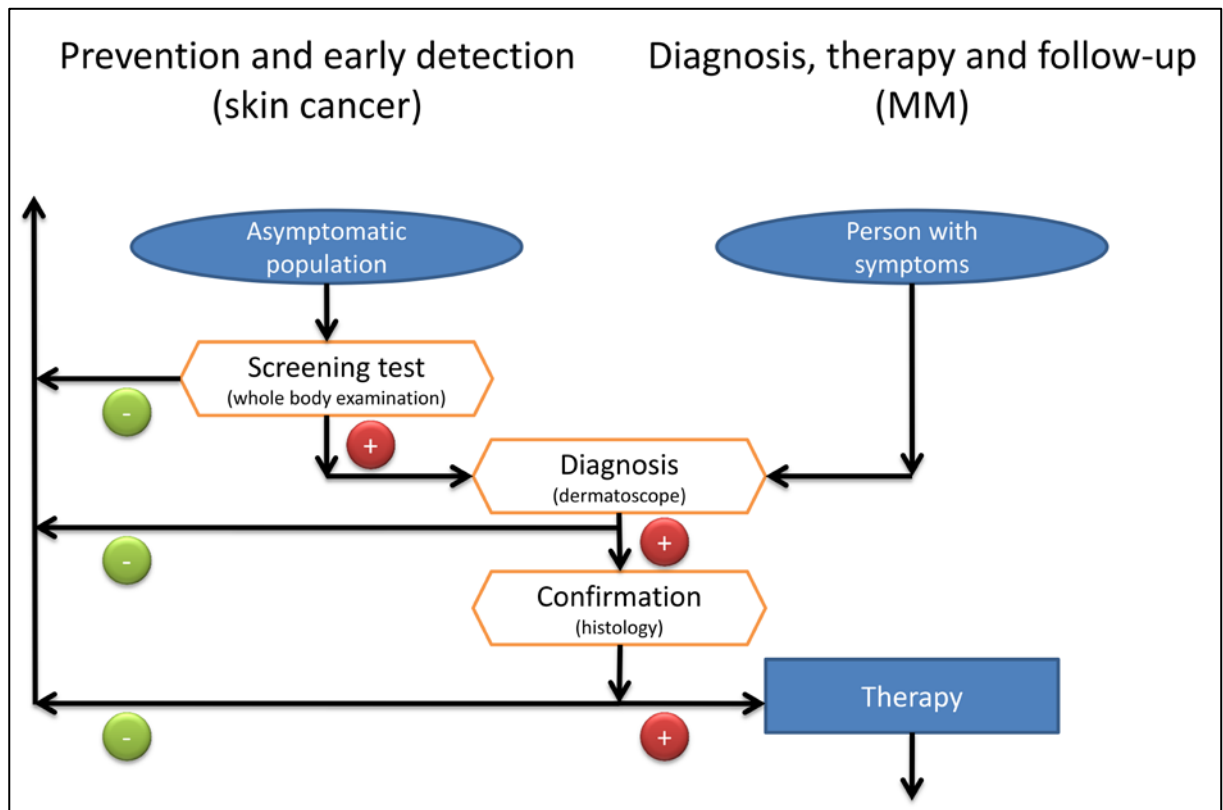 Prevention and early detection
(skin cancer)
Diagnosis, therapy and follow-up
(MM)
Asymptomatic
population
Person with
symptoms
Screening test
(whole body examination)
-
+
Diagnosis
(dermatoscope)
-
+
Confirmation
(histology)
Therapy
-
+